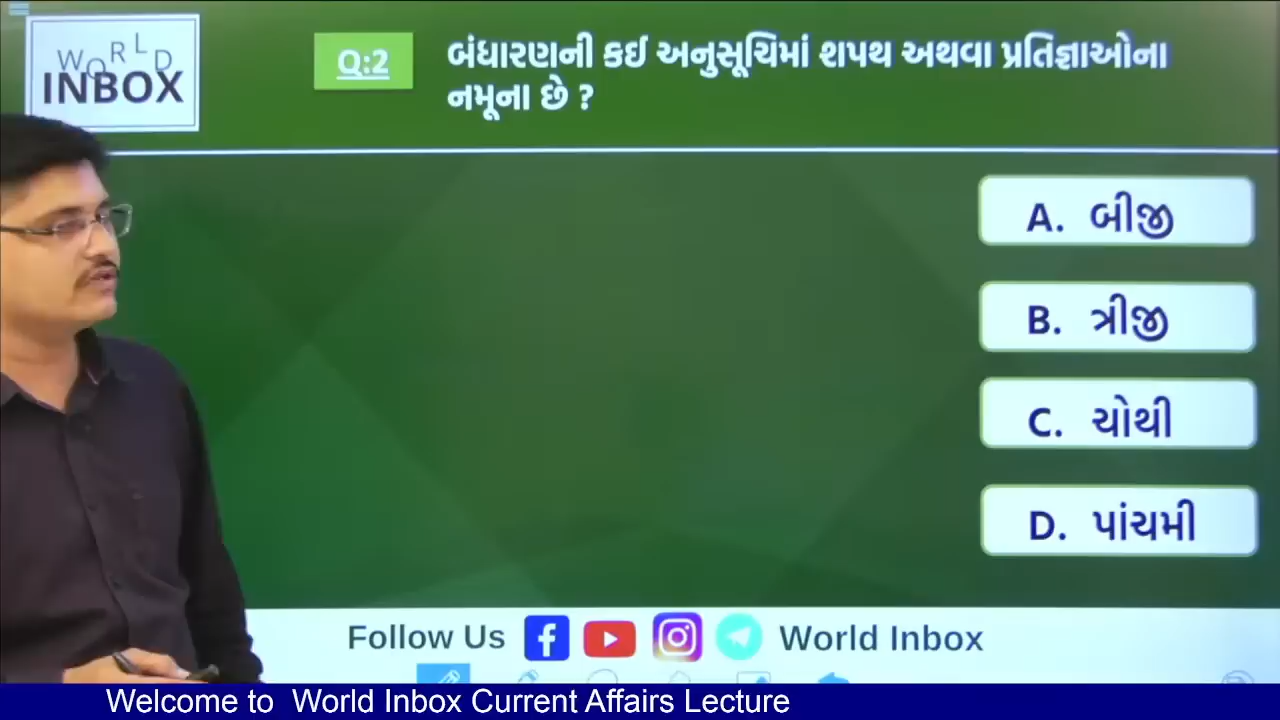 WORLD
INBOX
Q:2
બંધારણની કઈ અનુસૂચિમાં શપથ અથવા પ્રતિજ્ઞાઓના
નમૂના છે ?
A. બીજી
B. ત્રીજી
C. ચોથી
D. પાંચમી
Follow Us
World Inbox
Welcome to World Inbox Current Affairs Lecture